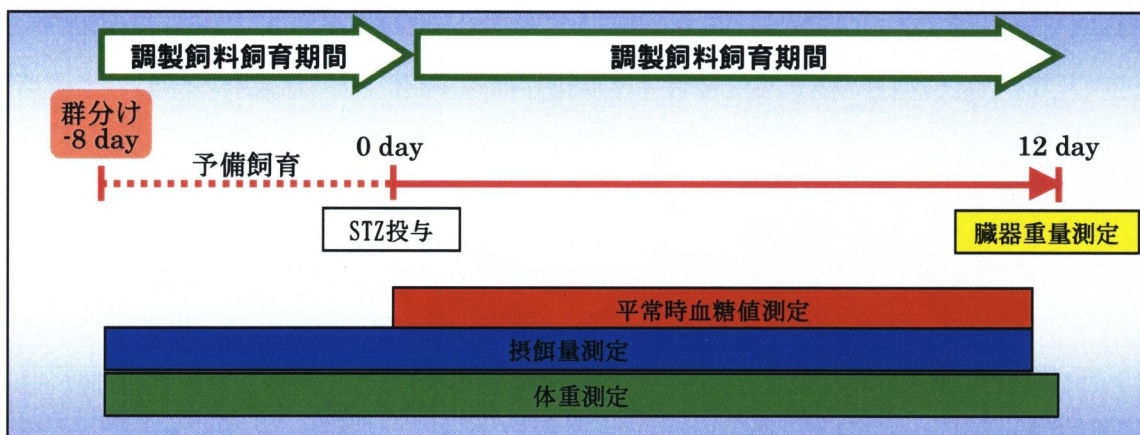 調製飼料飼育期間
調製飼料飼育期間
群分け
-8 day
予備飼育
0 day
12 day
STZ投与
臓器重量測定
平常時血糖値測定
摂餌量測定
体重測定